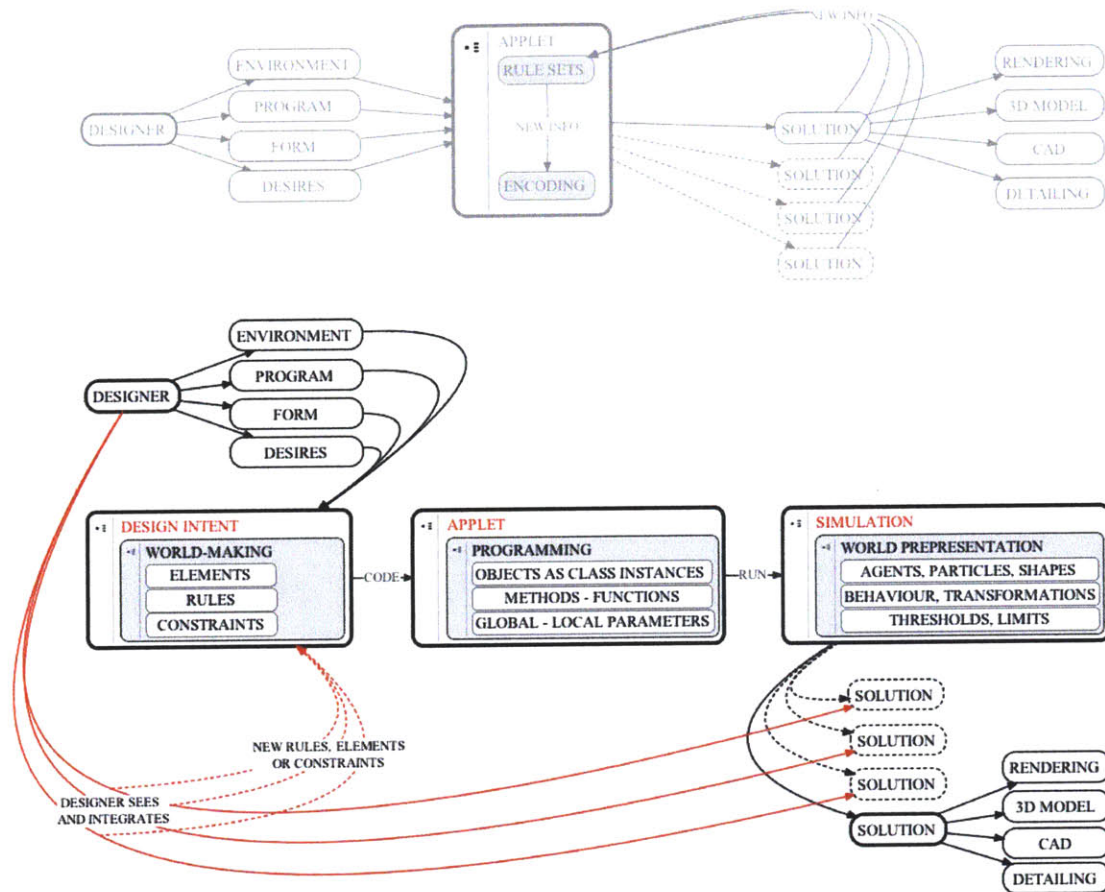 NEW INFO
APPLET
RULE SETS
NEW INFO
ENCODING
ENVIRONMENT
PROGRAM
DESIGNER
FORM
DESIRES
SOLUTION
SOLUTION
SOLUTION
SOLUTION
RENDERING
3D MODEL
CAD
DETAILING
ENVIRONMENT
PROGRAM
DESIGNER
FORM
DESIRES
DESIGN INTENT
WORLD-MAKING
ELEMENTS
RULES
CONSTRAINTS
CODE
APPLET
PROGRAMMING
OBJECTS AS CLASS INSTANCES
METHODS - FUNCTIONS
GLOBAL - LOCAL PARAMETERS
RUN
SIMULATION
WORLD PREPRESENTATION
AGENTS, PARTICLES, SHAPES
BEHAVIOUR, TRANSFORMATIONS
THRESHOLDS, LIMITS
SOLUTION
SOLUTION
SOLUTION
SOLUTION
NEW RULES, ELEMENTS
OR CONSTRAINTS
DESIGNER SEES
AND INTEGRATES
RENDERING
3D MODEL
CAD
DETAILING